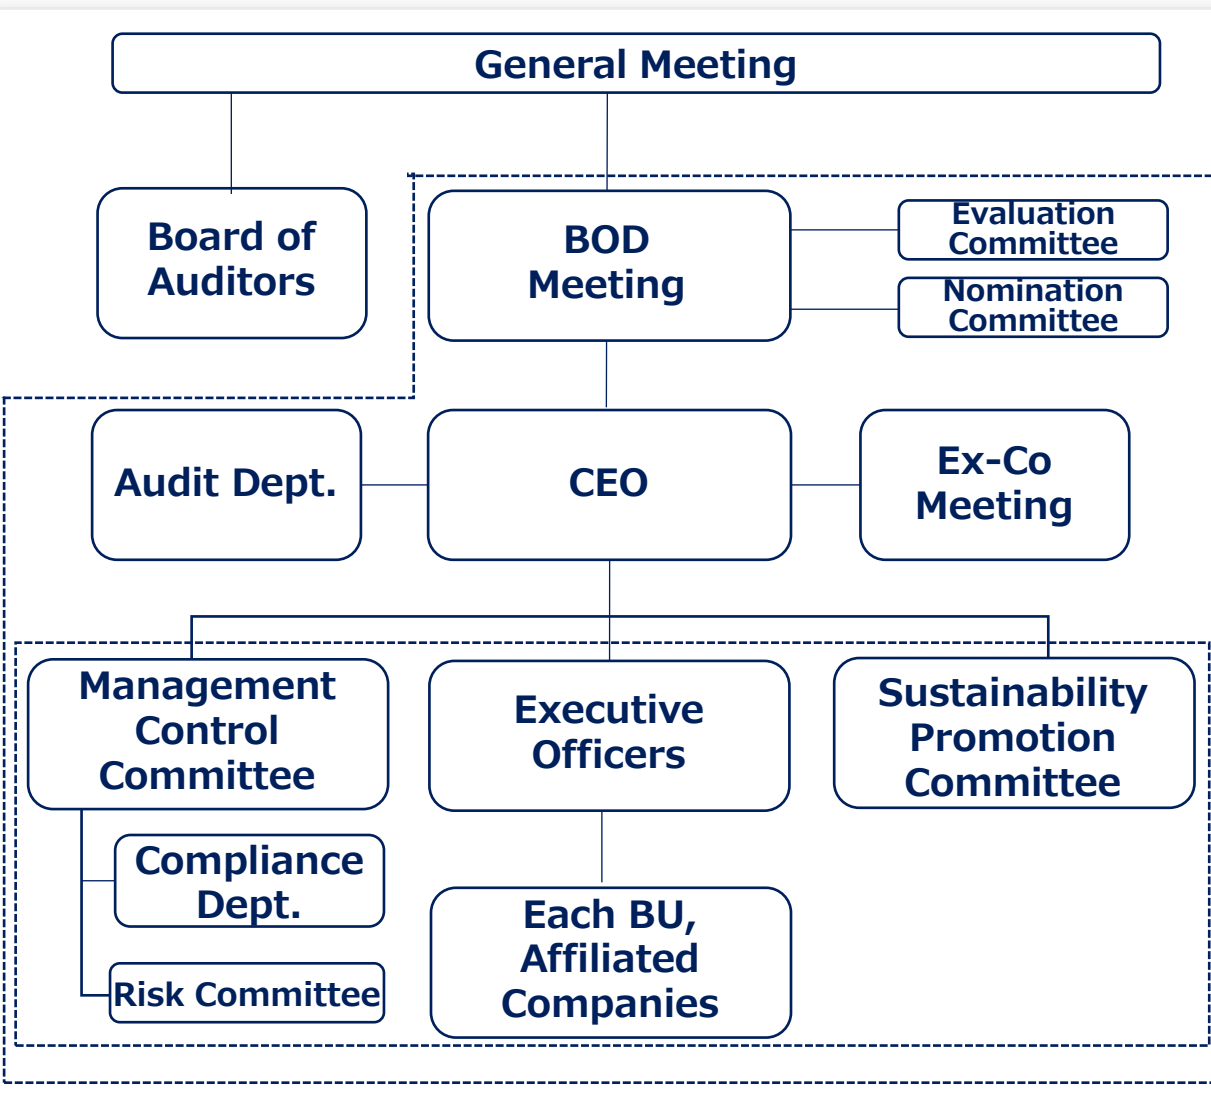 General Meeting
Board of
Auditors
BOD
Meeting
Evaluation
Committee
Nomination
Committee
Audit Dept.
CEO
Ex-Co
Meeting
Management
Control
Committee
Executive
Officers
Sustainability
Promotion
Committee
Compliance
Dept.
Risk Committee
Each BU,
Affiliated
Companies